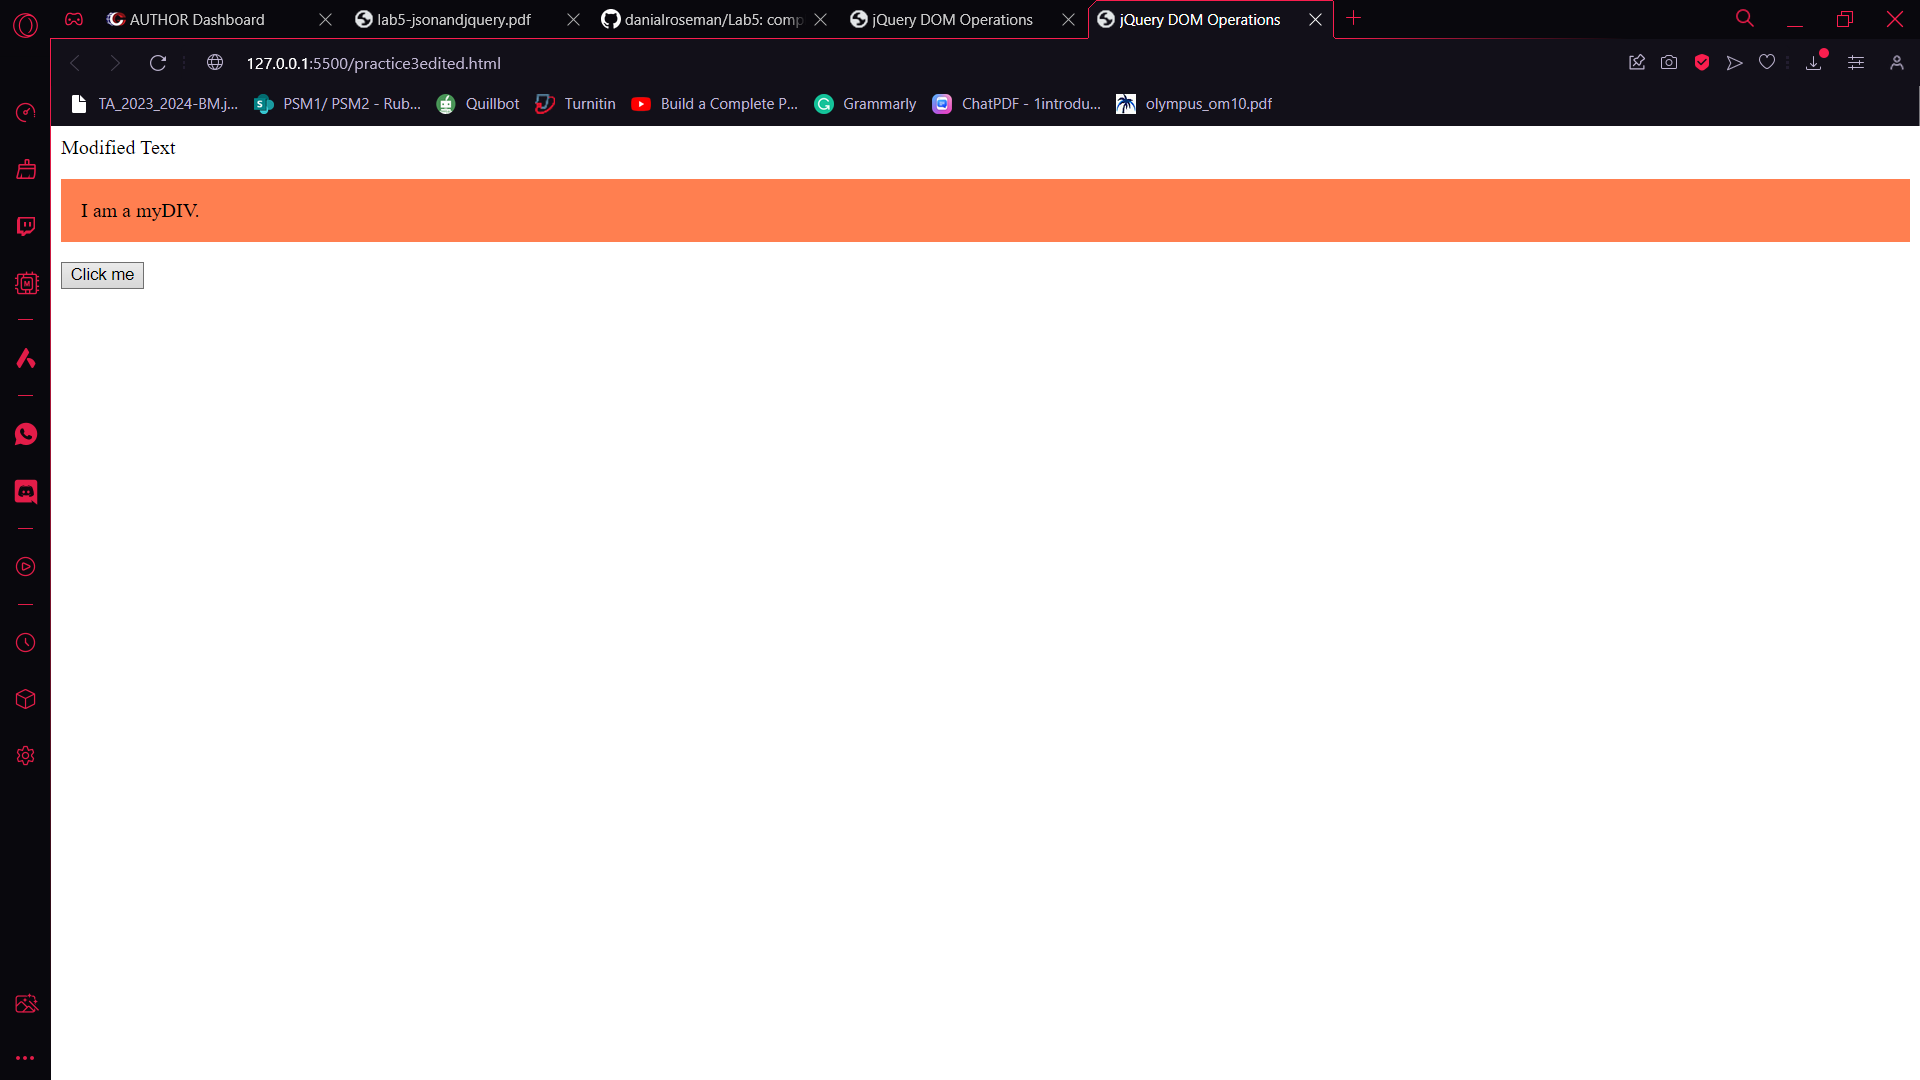 AUTHOR Dashboard
lab5-jsonandjquery.pdf
danialroseman/Lab5: comp
jQuery DOM Operations
jQuery DOM Operations
127.0.0.1:5500/practice3edited.html
TA_2023_2024-BM.j...
PSM1/ PSM2 - Rub...
Quillbot
Turnitin
Build a Complete P...
Grammarly
ChatPDF - 1introdu...
olympus_om10.pdf
Modified Text
I am a myDIV.
Click me